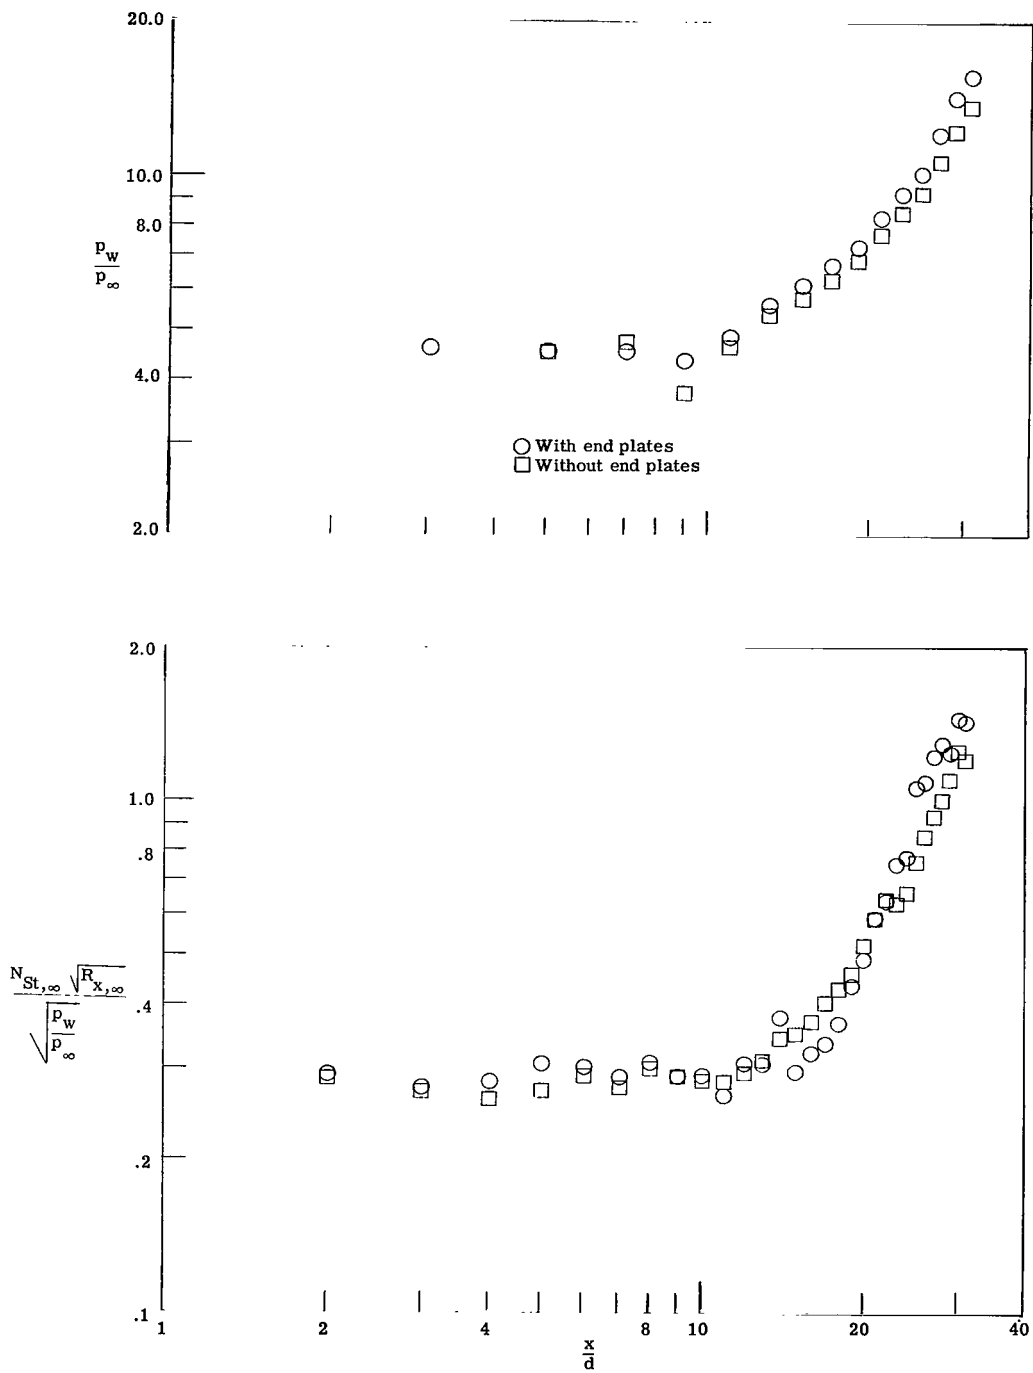 20.0
10.0
8.0
p_w
p_∞
4.0
With end plates
Without end plates
2.0
2.0
1.0
.8
N_St,∞ √R_x,∞
√ p_w
p_∞
.4
.2
.1
1 2 4 8 10 20 40
x
d